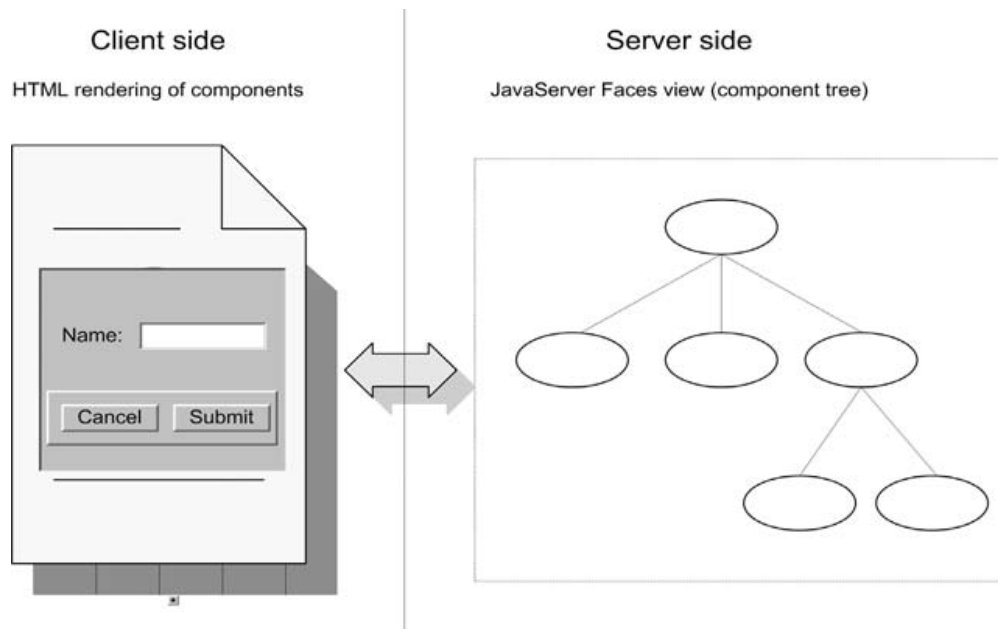 Client side
HTML rendering of components
Name:
Cancel Submit
Server side
JavaServer Faces view (component tree)